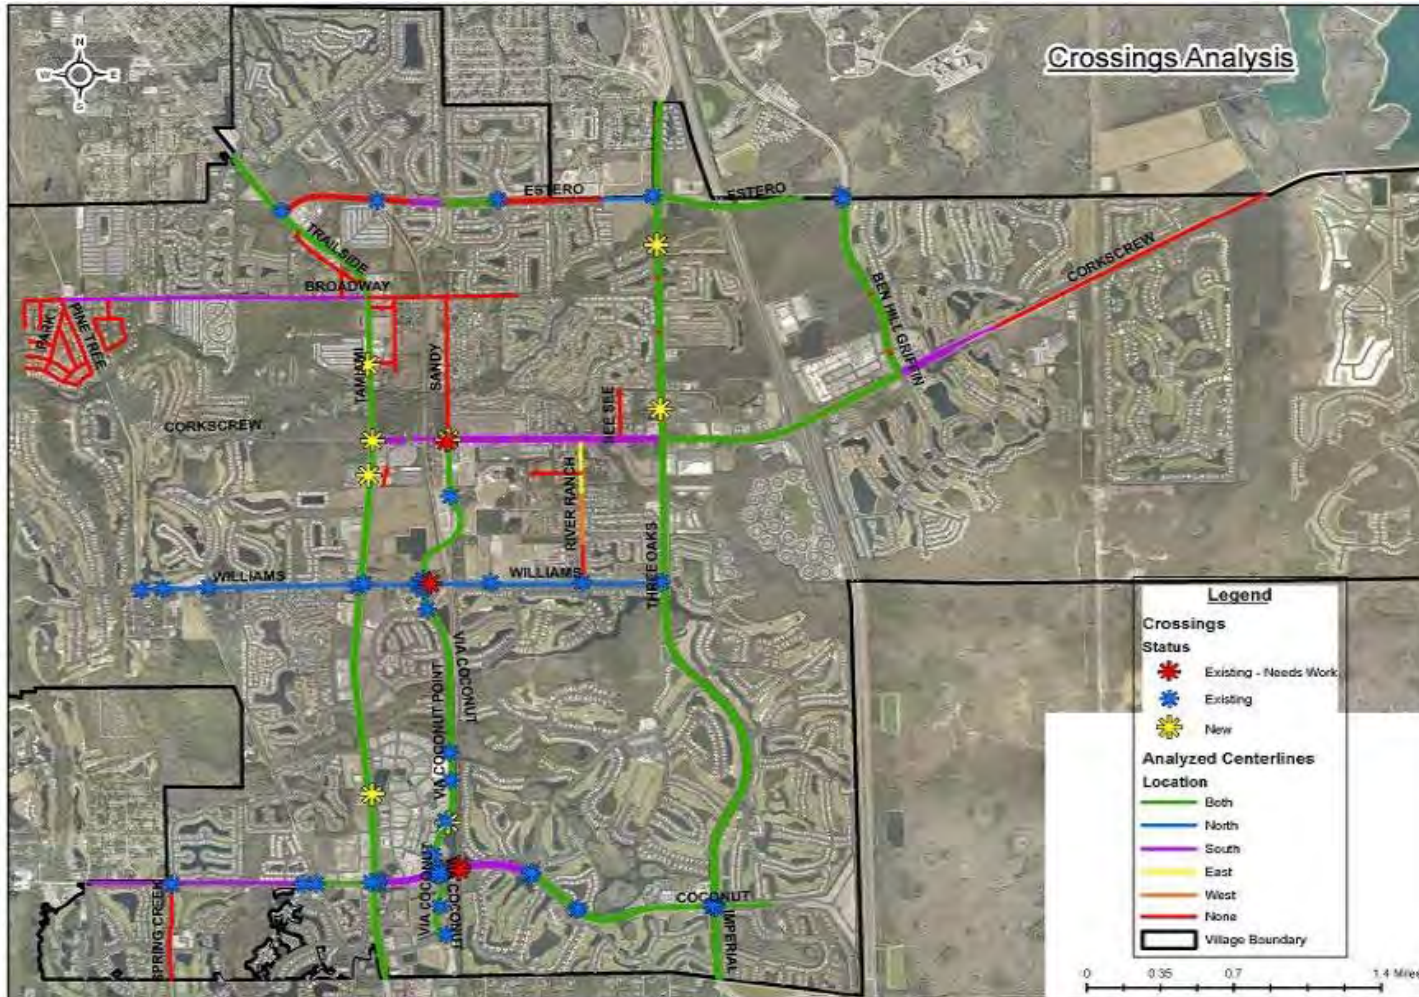 Crossings Analysis
N
W E
S
ESTERO
ESTERO
TRAILSIDE
BROADWAY
CORKSCREW
BEN HILL GRIFFIN
PARK
PINE TREE
TAMIAMI
SANDY
CORKSCREW
RIVER RANCH
THREE OAKS
WILLIAMS
WILLIAMS
VIA COCONUT
VIA COCONUT POINT
VIA COCONUT
COCONUT
SPRING CREEK
IMPERIAL
Legend
Crossings
Status
Existing - Needs Work
Existing
New
Analyzed Centerlines
Location
Both
North
South
East
West
None
Village Boundary
0 0.35 0.7 1.4 Miles